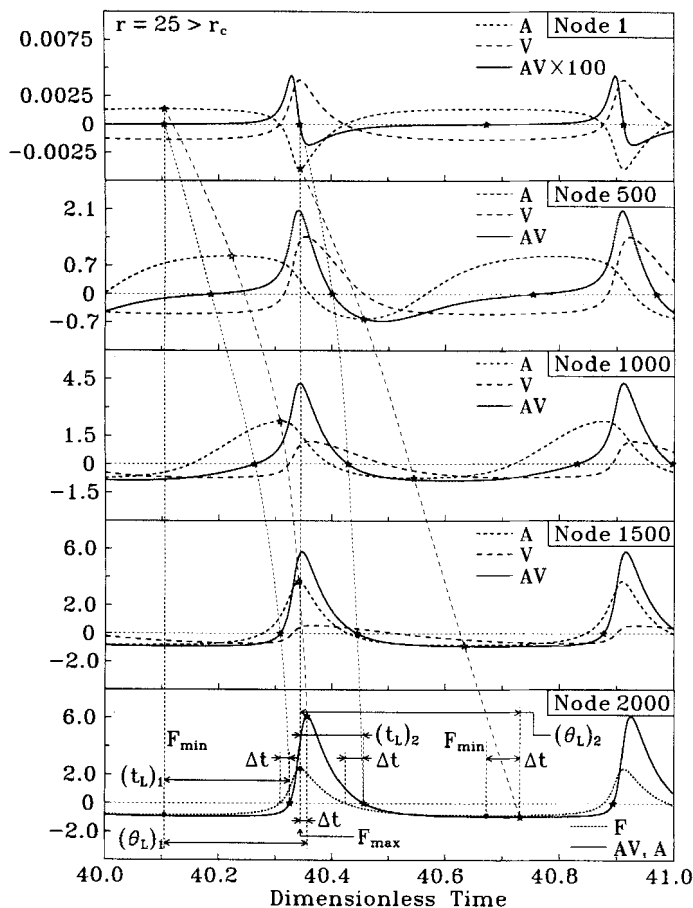 r = 25 > r_c
A
Node 1
V
AV×100
0.0075
0.0025
0
−0.0025
A
Node 500
V
AV
2.1
0.7
0
−0.7
A
Node 1000
V
AV
4.5
1.5
0
−1.5
A
Node 1500
V
AV
6.0
2.0
0
−2.0
Node 2000
6.0
2.0
0
−2.0
F_min
(t_L)_2
F_min
(θ_L)_2
Δt
Δt
Δt
(t_L)_1
Δt
(θ_L)_1
F_max
F
AV, A
40.0
40.2
40.4
40.6
40.8
41.0
Dimensionless Time